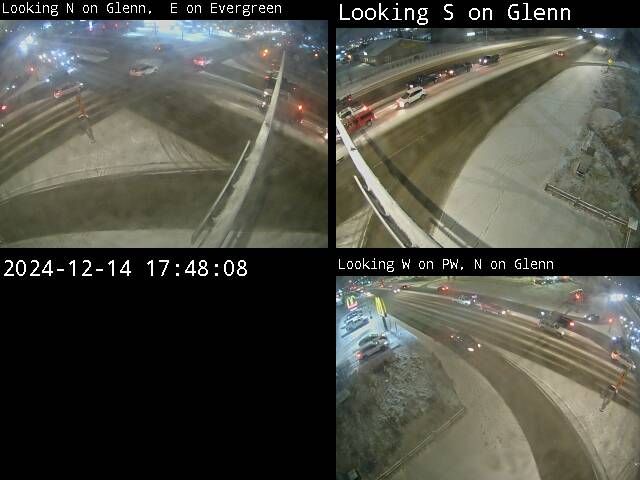 Looking N on Glenn,  E on Evergreen
Looking S on Glenn
2024-12-14 17:48:08
Looking W on PW, N on Glenn